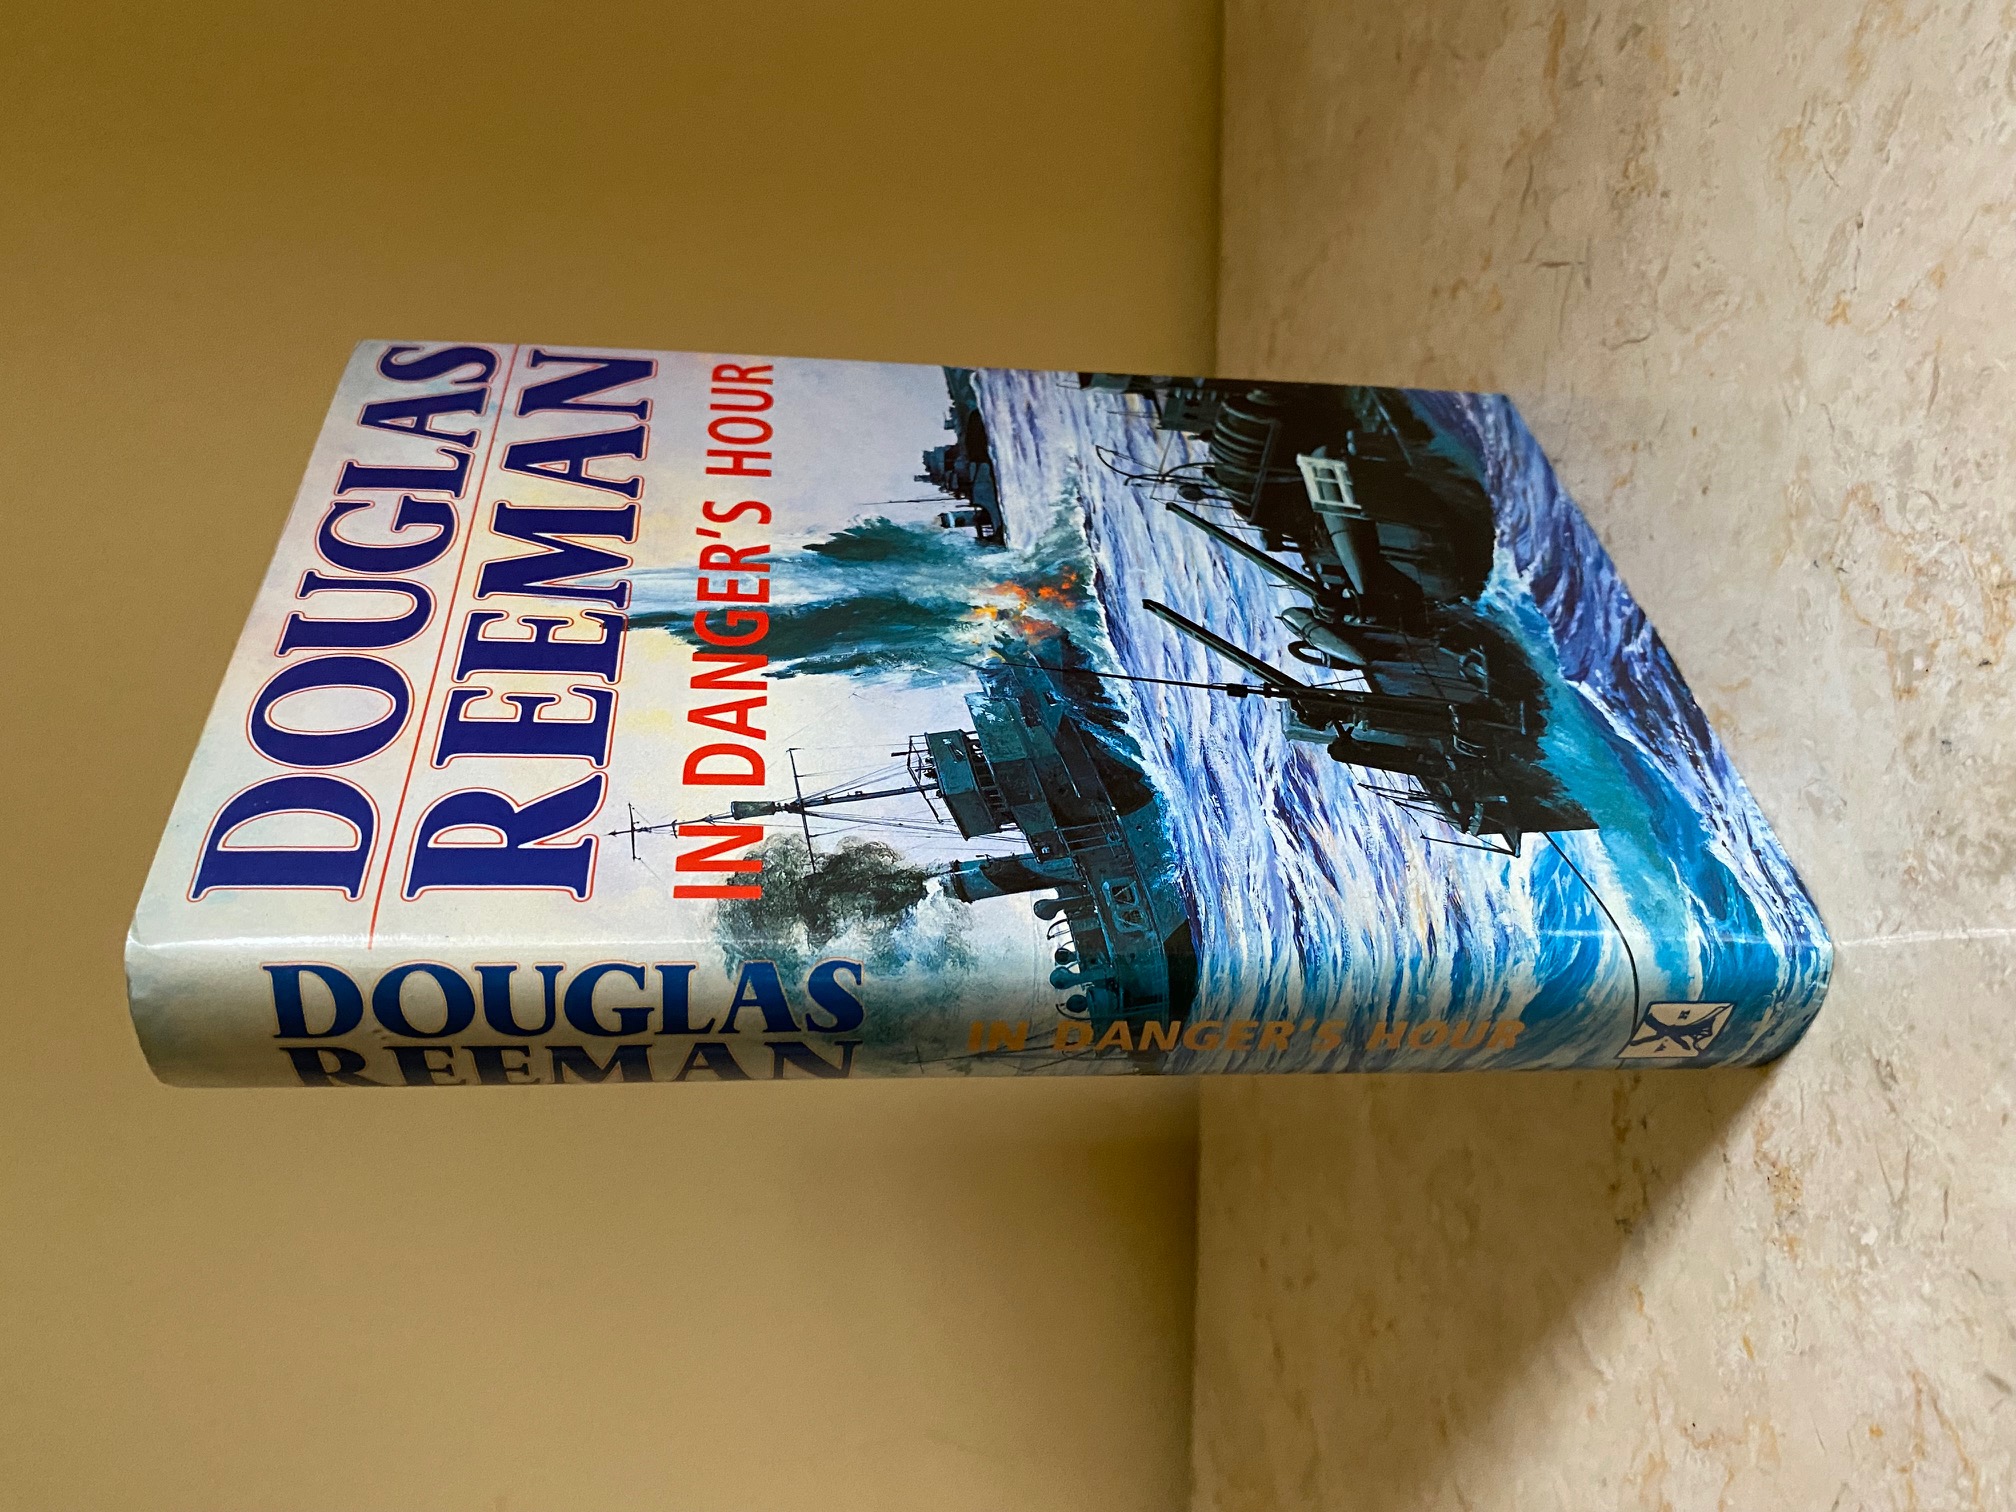 DOUGLAS
REEMAN
IN DANGER'S HOUR
DOUGLAS
REEMAN
IN DANGER'S HOUR